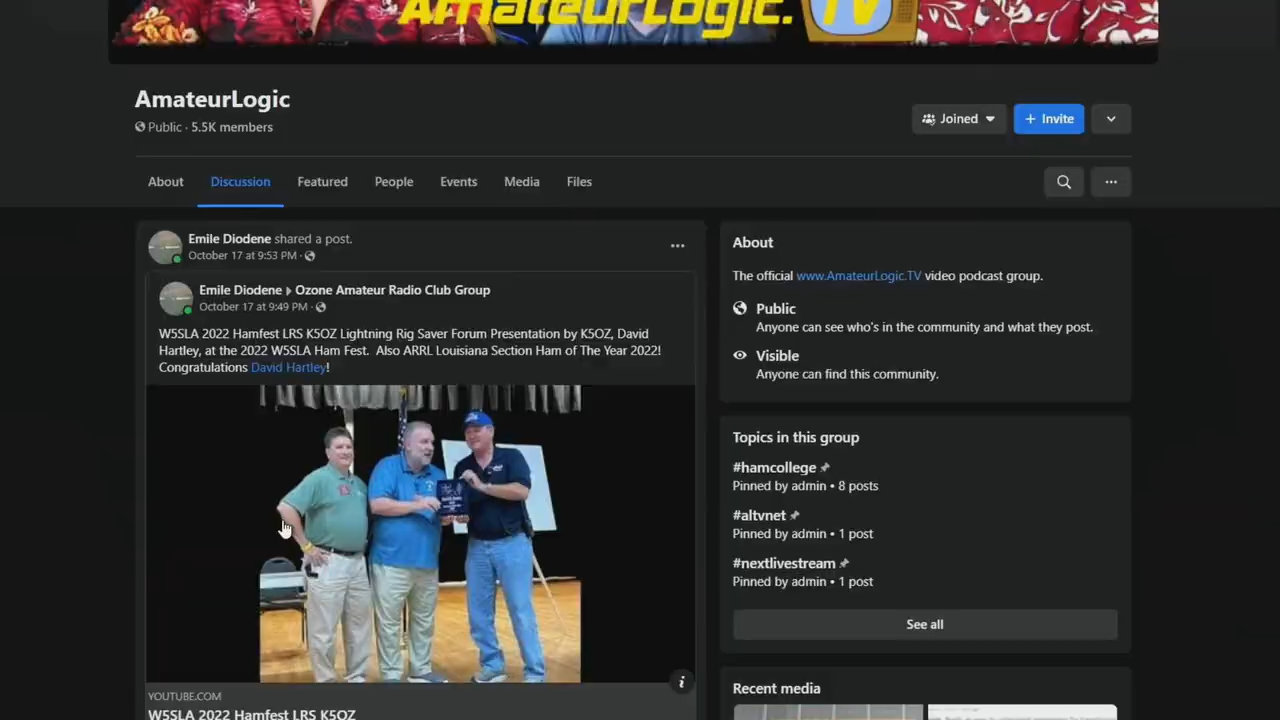 AmateurLogic.
TV
AmateurLogic
Public · 5.5K members
Joined
+ Invite
About
Discussion
Featured
People
Events
Media
Files
Emile Diodene shared a post.
October 17 at 9:53 PM ·
Emile Diodene Ozone Amateur Radio Club Group
October 17 at 9:49 PM ·
W5SLA 2022 Hamfest LRS K5OZ Lightning Rig Saver Forum Presentation by K5OZ, David
Hartley, at the 2022 W5SLA Ham Fest. Also ARRL Louisiana Section Ham of The Year 2022!
Congratulations David Hartley!
YOUTUBE.COM
W5SLA 2022 Hamfest LRS K5OZ
About
The official www.AmateurLogic.TV video podcast group.
Public
Anyone can see who's in the community and what they post.
Visible
Anyone can find this community.
Topics in this group
#hamcollege
Pinned by admin • 8 posts
#altvnet
Pinned by admin • 1 post
#nextlivestream
Pinned by admin • 1 post
See all
Recent media